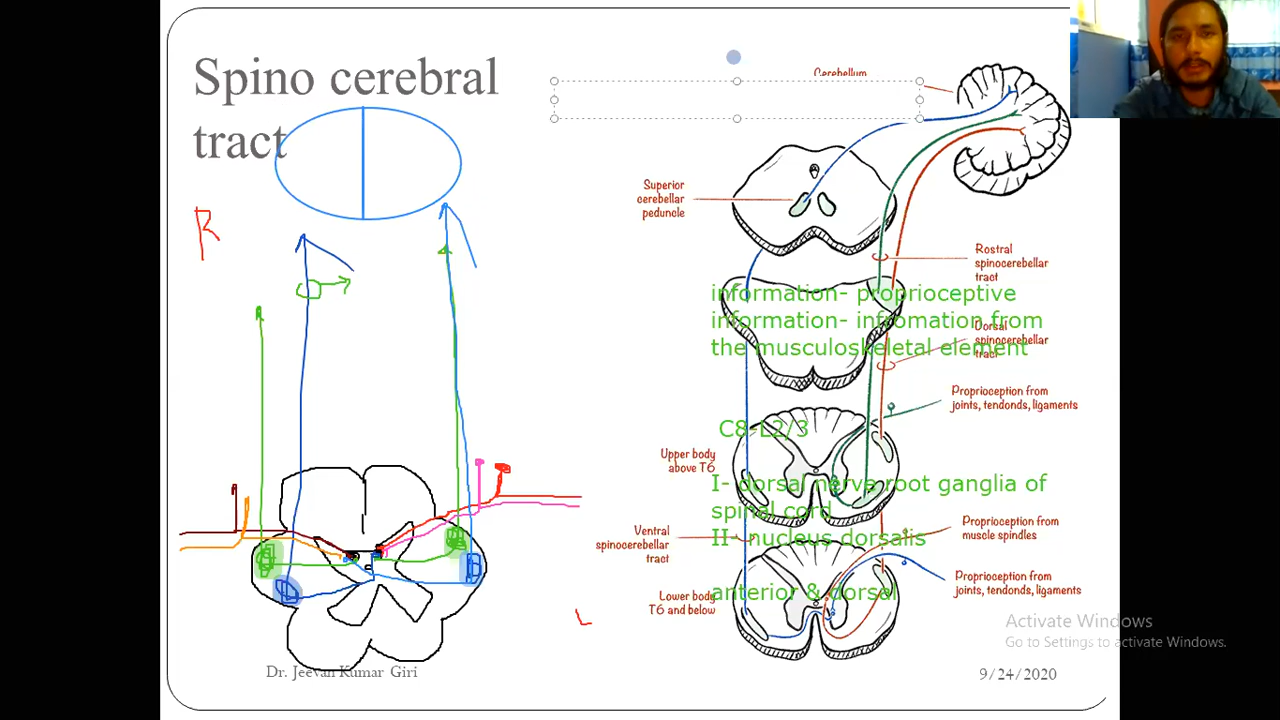 Spino cerebral
tract
R
Cerebellum
Superior
cerebellar
peduncle
Rostral
spinocerebellar
tract
information- proprioceptive
information- infromation from
the musculoskeletal element
Dorsal
spinocerebellar
tract
Proprioception from
joints, tendonds, ligaments
C8-L2/3
Upper body
above T6
I- dorsal nerve root ganglia of
spinal cord
II- nucleus dorsalis
Ventral
spinocerebellar
tract
Proprioception from
muscle spindles
Proprioception from
joints, tendonds, ligaments
anterior & dorsal
Lower body
T6 and below
L
Activate Windows
Go to Settings to activate Windows.
Dr. Jeevan Kumar Giri
9/24/2020